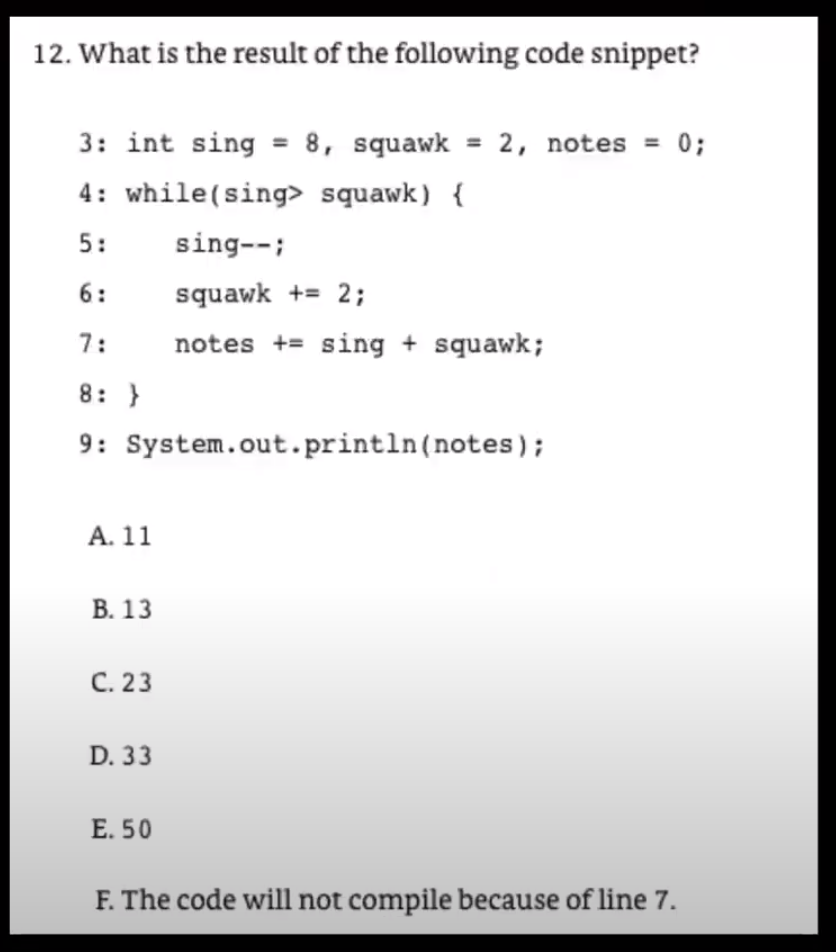 12. What is the result of the following code snippet?
3: int sing = 8, squawk = 2, notes = 0;
4: while(sing> squawk) {
5:    sing--;
6:    squawk += 2;
7:    notes += sing + squawk;
8: }
9: System.out.println(notes);
A. 11
B. 13
C. 23
D. 33
E. 50
F. The code will not compile because of line 7.